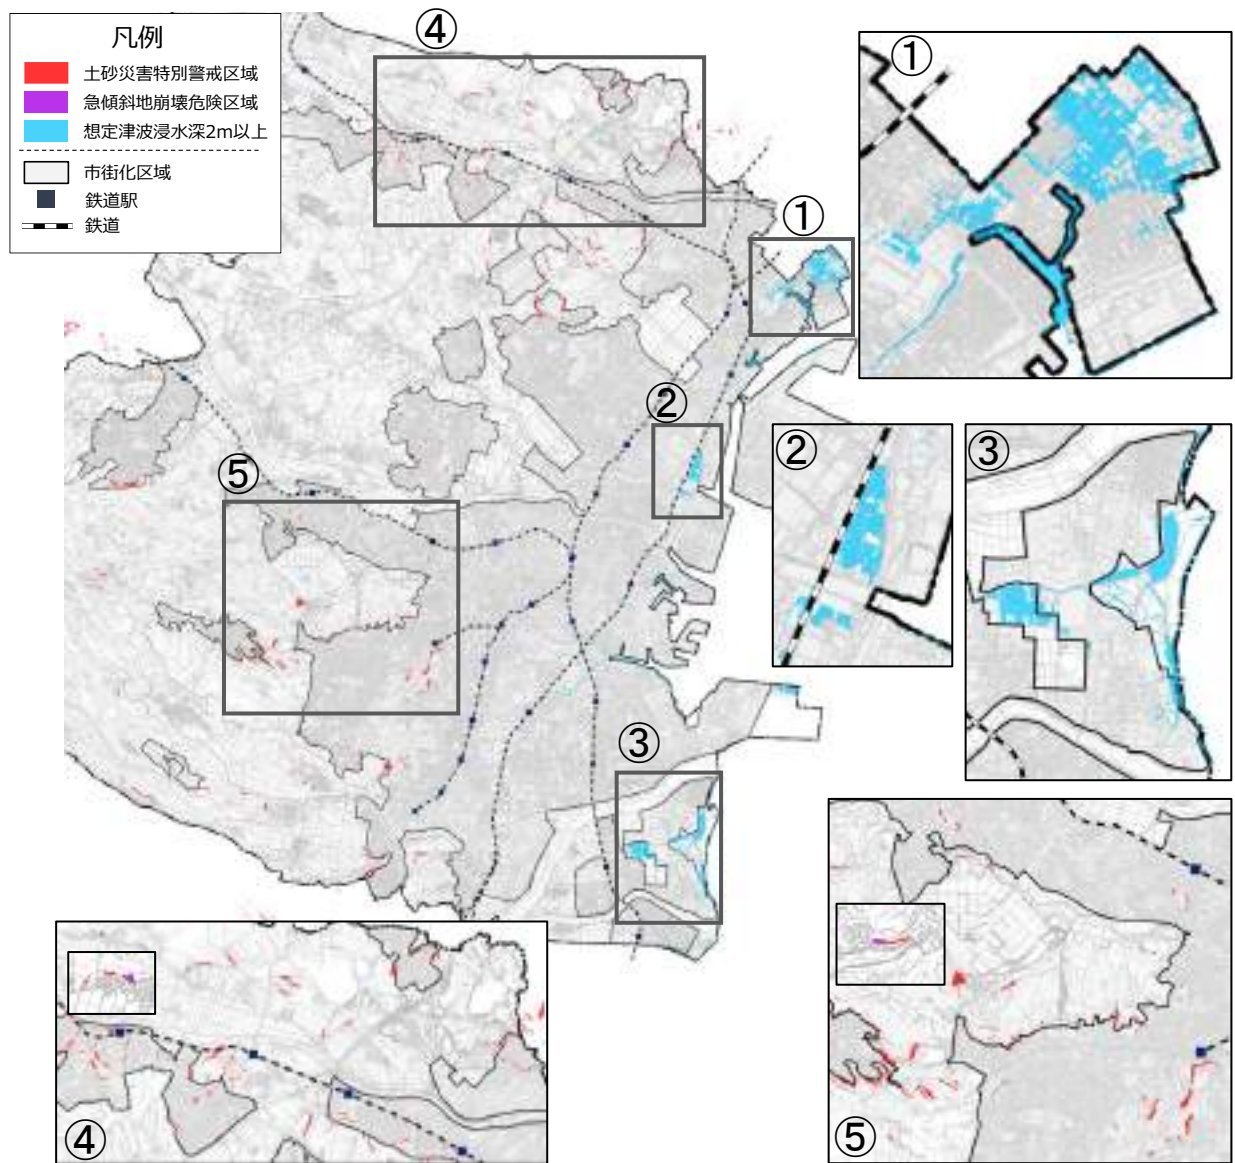 凡例
土砂災害特別警戒区域
急傾斜地崩壊危険区域
想定津波浸水深2m以上
市街化区域
鉄道駅
鉄道
④
①
①
②
②
③
⑤
③
④
⑤